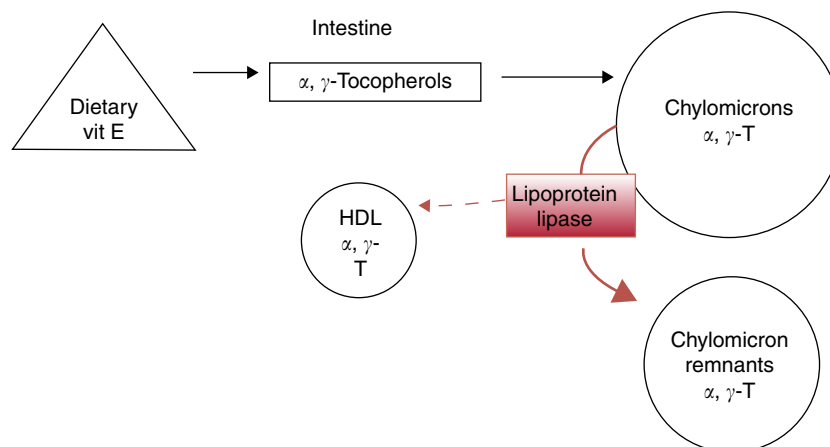 Intestine
Dietary
vit E
α, γ-Tocopherols
Chylomicrons
α, γ-T
Lipoprotein
lipase
HDL
α, γ-
T
Chylomicron
remnants
α, γ-T